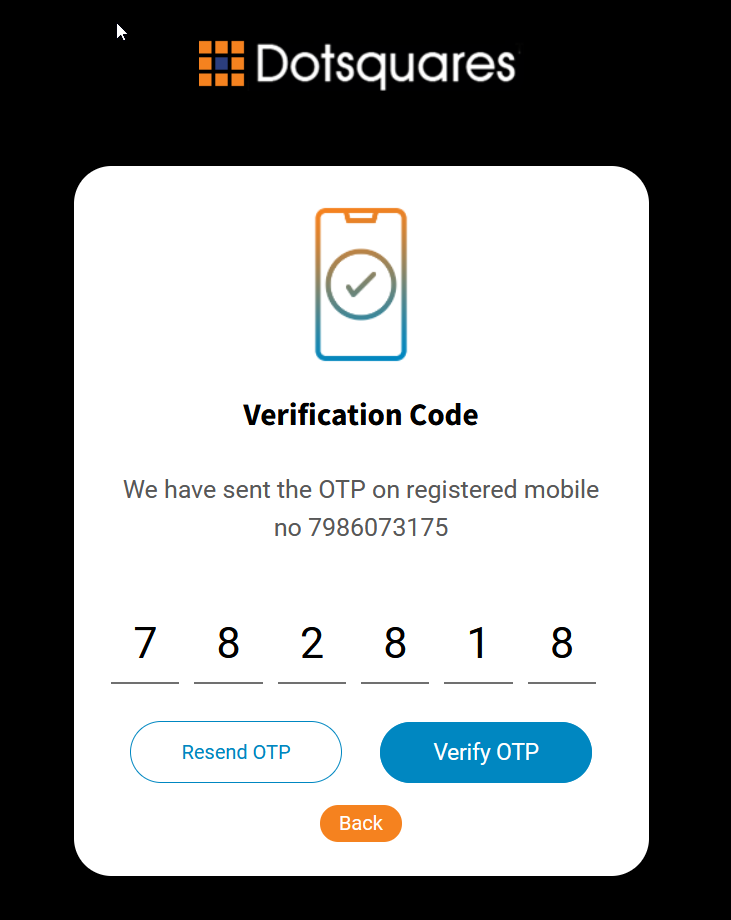 Dotsquares
Verification Code
We have sent the OTP on registered mobile
no 7986073175
7 8 2 8 1 8
Resend OTP Verify OTP
Back